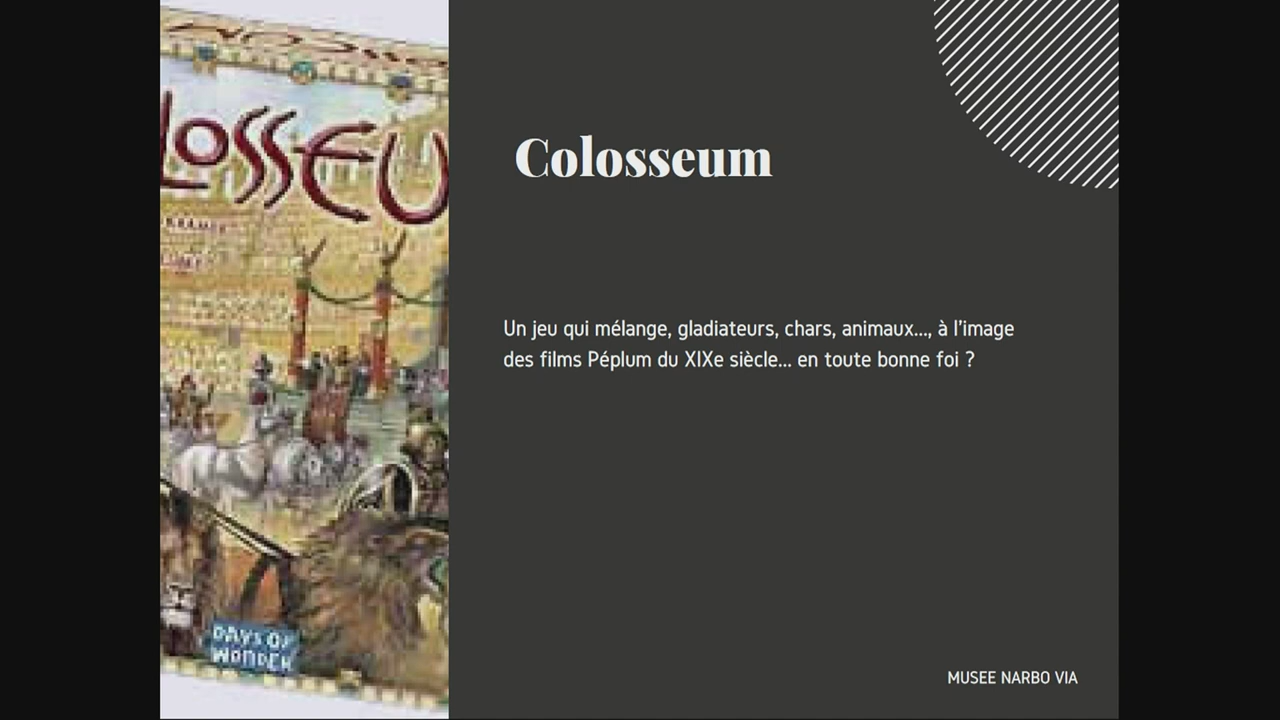 LOSSEU
DAYS OF
WONDER
Colosseum
Un jeu qui mélange, gladiateurs, chars, animaux..., à l'image
des films Péplum du XIXe siècle... en toute bonne foi ?
MUSEE NARBO VIA